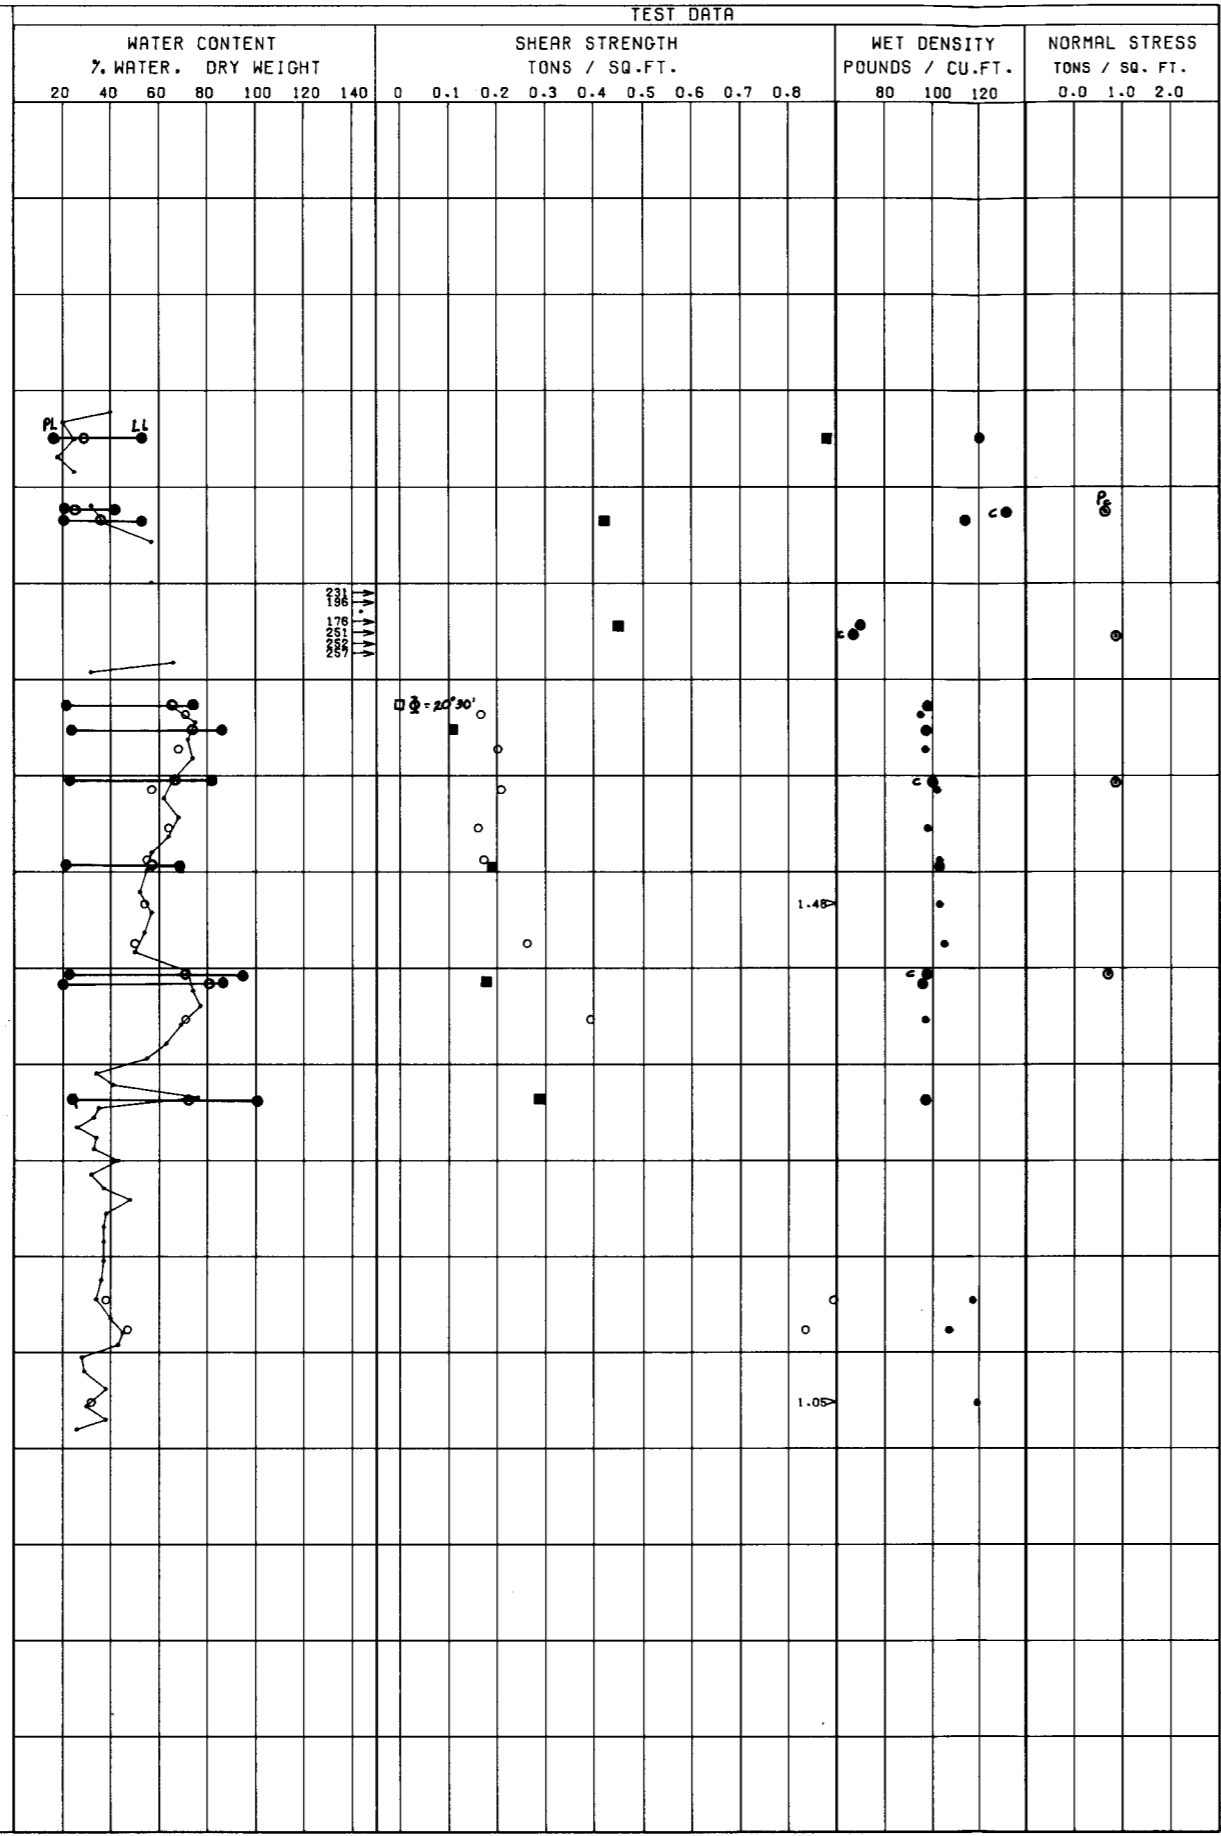 TEST DATA
WATER CONTENT
%. WATER. DRY WEIGHT
20 40 60 80 100 120 140
SHEAR STRENGTH
TONS / SQ.FT.
0 0.1 0.2 0.3 0.4 0.5 0.6 0.7 0.8
WET DENSITY
POUNDS / CU.FT.
80 100 120
NORMAL STRESS
TONS / SQ. FT.
0.0 1.0 2.0
PL LL
C
Pc
231
196
176
251
252
257
C
Φ = 20°30'
C
1.48
C
1.05